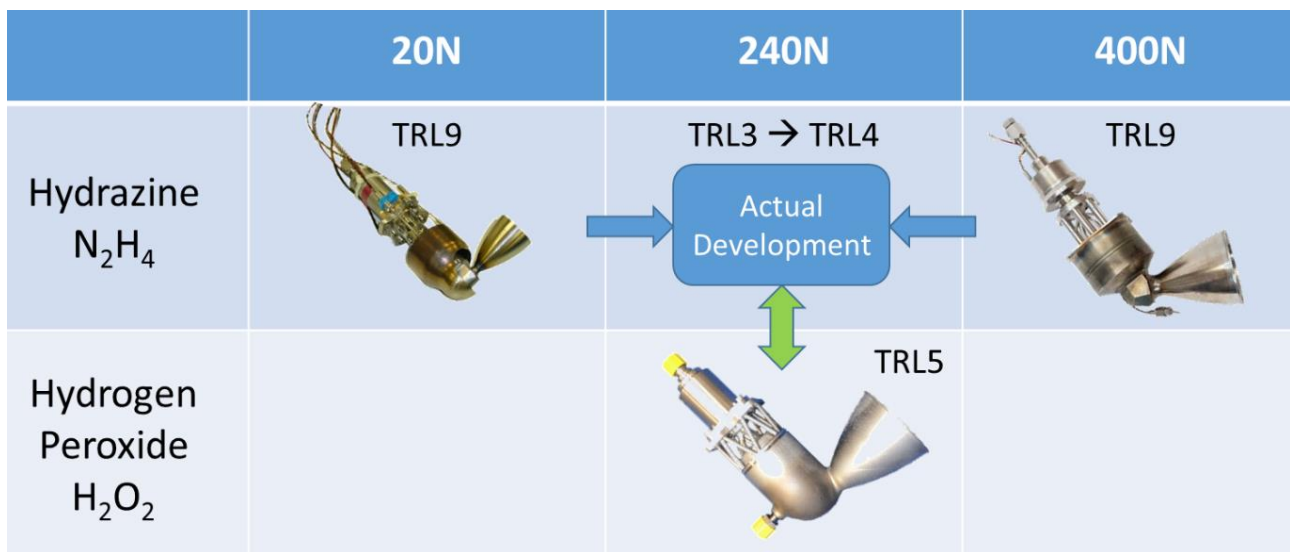 20N 240N 400N
TRL9 TRL3 → TRL4 TRL9
Hydrazine
N₂H₄
Actual
Development
TRL5
Hydrogen
Peroxide
H₂O₂